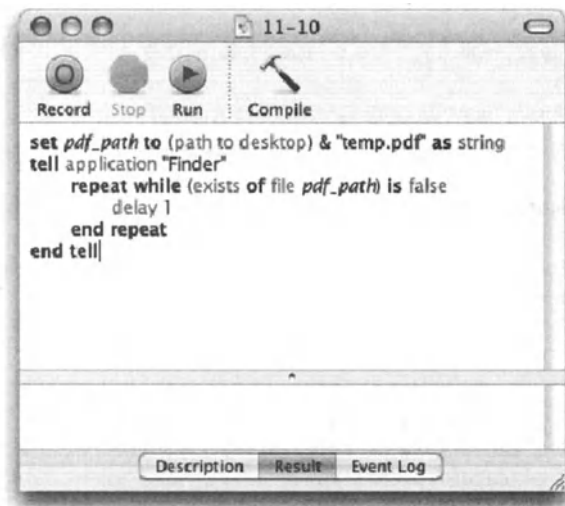 11-10
Record Stop Run Compile
set pdf_path to (path to desktop) & "temp.pdf" as string
tell application "Finder"
repeat while (exists of file pdf_path) is false
delay 1
end repeat
end tell
Description Result Event Log